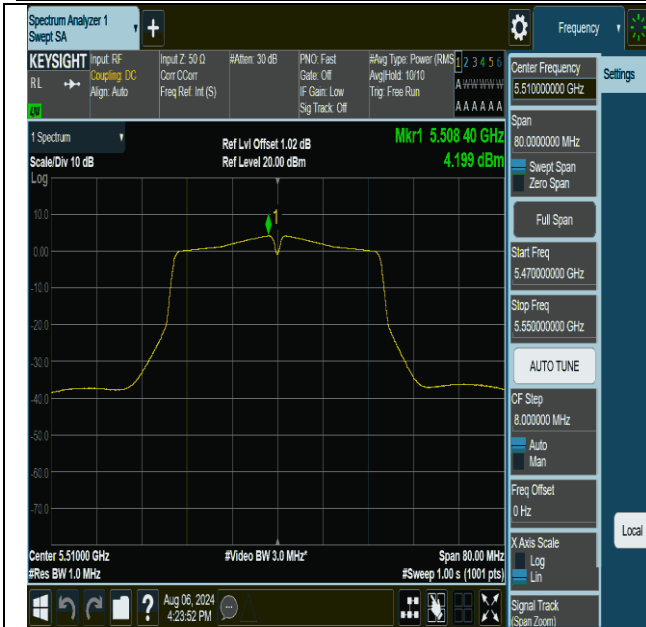 Spectrum Analyzer 1
Swept SA
+
Frequency
KEYSIGHT
RL
Input: RF
Coupling: DC
Align: Auto
Input Z: 50 Ω
Corr CCorr
Freq Ref: Int (S)
#Atten: 30 dB
PNO: Fast
Gate: Off
IF Gain: Low
Sig Track: Off
#Avg Type: Power (RMS
Avg|Hold: 10/10
Trig: Free Run
1 2 3 4 5 6
A W W W W W
A A A A A A
1 Spectrum
Scale/Div 10 dB
Log
Ref Lvl Offset 1.02 dB
Ref Level 20.00 dBm
Mkr1 5.508 40 GHz
4.199 dBm
1
10.0
0.00
-10.0
-20.0
-30.0
-40.0
-50.0
-60.0
-70.0
Center 5.51000 GHz
#Res BW 1.0 MHz
#Video BW 3.0 MHz*
Span 80.00 MHz
#Sweep 1.00 s (1001 pts)
Center Frequency
5.510000000 GHz
Settings
Span
80.0000000 MHz
Swept Span
Zero Span
Full Span
Start Freq
5.470000000 GHz
Stop Freq
5.550000000 GHz
AUTO TUNE
CF Step
8.000000 MHz
Auto
Man
Freq Offset
0 Hz
X Axis Scale
Log
Lin
Local
Signal Track
(Span Zoom)
?
Aug 06, 2024
4:23:52 PM